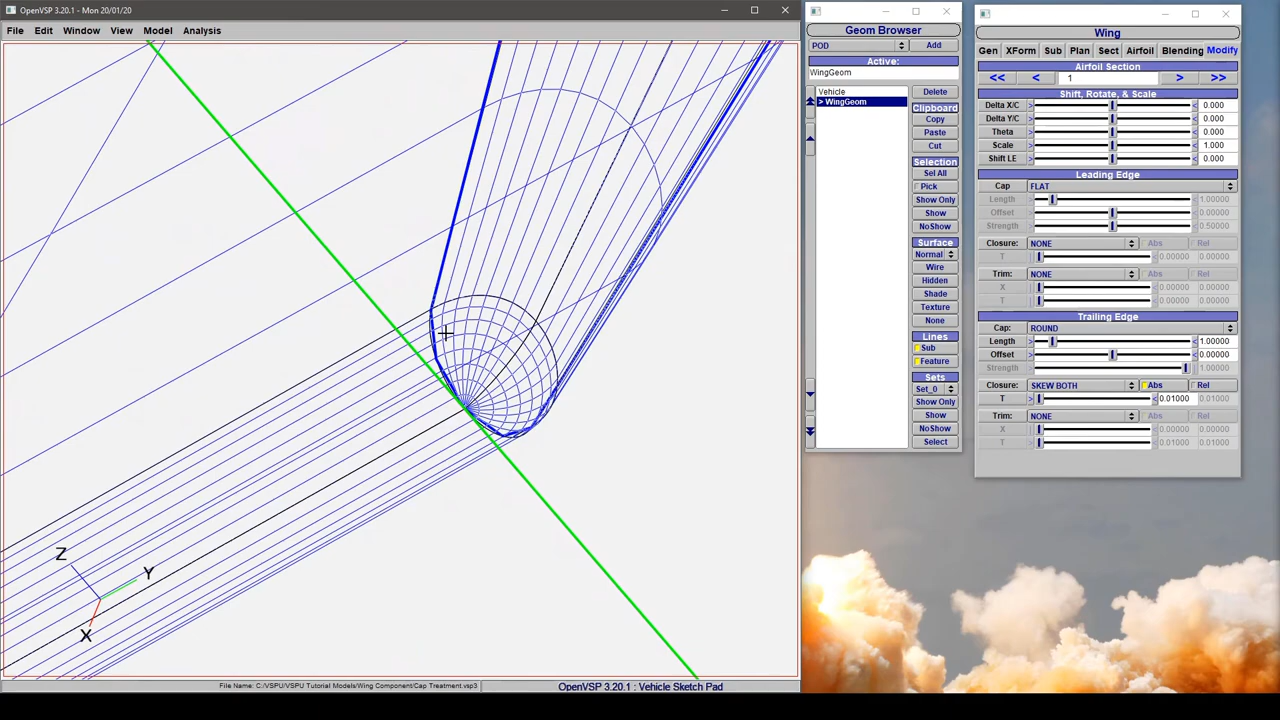 OpenVSP 3.20.1 - Mon 20/01/20
File Edit Window View Model Analysis
Z
Y
X
File Name: C:/VSPU/VSPU Tutorial Models/Wing Component/Cap Treatment.vsp3
OpenVSP 3.20.1 : Vehicle Sketch Pad
Geom Browser
POD Add
Active:
WingGeom
Vehicle
> WingGeom
Delete
Clipboard
Copy
Paste
Cut
Selection
Sel All
Pick
Show Only
Show
NoShow
Surface
Normal
Wire
Hidden
Shade
Texture
None
Lines
Sub
Feature
Sets
Set_0
Show Only
Show
NoShow
Select
Wing
Gen XForm Sub Plan Sect Airfoil Blending Modify
Airfoil Section
<< < 1 > >>
Shift, Rotate, & Scale
Delta X/C > < 0.000
Delta Y/C > < 0.000
Theta > < 0.000
Scale > < 1.000
Shift LE > < 0.000
Leading Edge
Cap FLAT
Length > < 1.00000
Offset > < 0.00000
Strength > < 0.50000
Closure: NONE Abs Rel
T > < 0.00000 0.00000
Trim: NONE Abs Rel
X > < 0.00000 0.00000
T > < 0.00000 0.00000
Trailing Edge
Cap: ROUND
Length > < 1.00000
Offset > < 0.00000
Strength > < 1.00000
Closure: SKEW BOTH Abs Rel
T > < 0.01000 0.01000
Trim: NONE Abs Rel
X > < 0.00000 0.00000
T > < 0.01000 0.01000